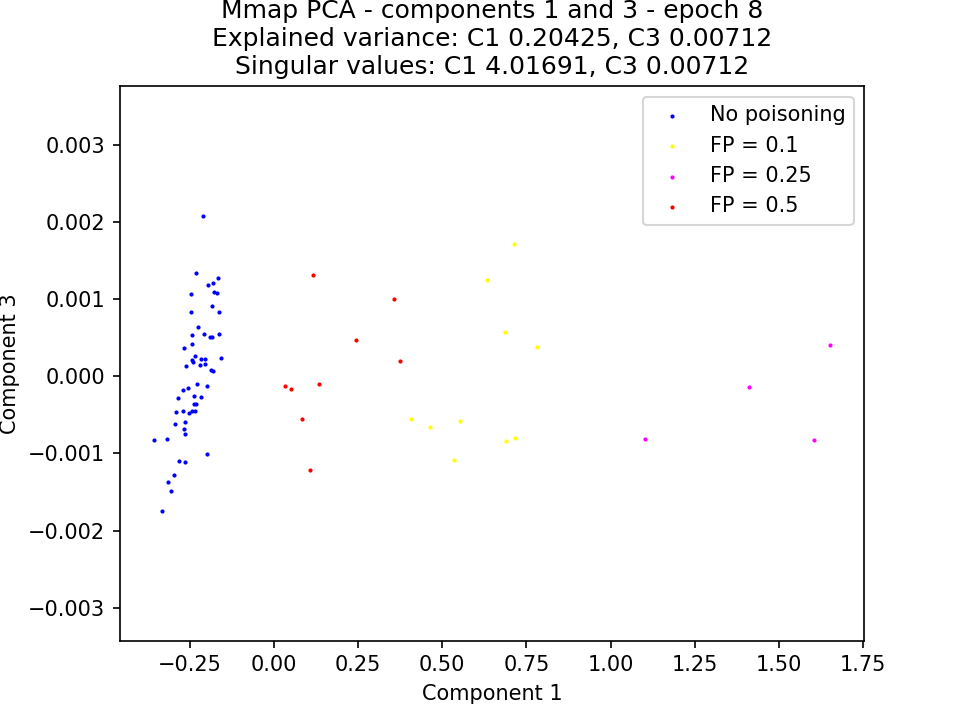 Mmap PCA - components 1 and 3 - epoch 8
Explained variance: C1 0.20425, C3 0.00712
Singular values: C1 4.01691, C3 0.00712
No poisoning
FP = 0.1
FP = 0.25
FP = 0.5
0.003
0.002
0.001
0.000
−0.001
−0.002
−0.003
Component 3
−0.25
0.00
0.25
0.50
0.75
1.00
1.25
1.50
1.75
Component 1